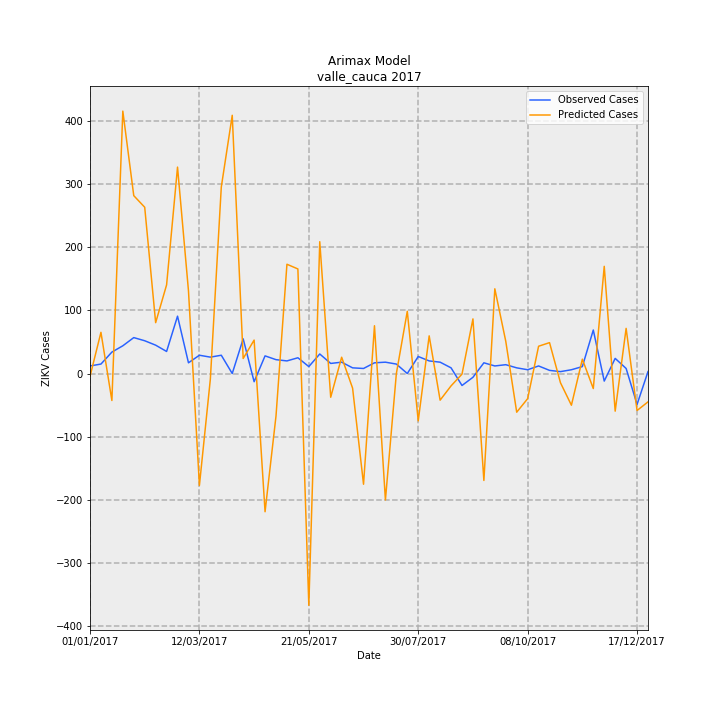 Arimax Model
valle_cauca 2017
Observed Cases
Predicted Cases
ZIKV Cases
400
300
200
100
0
−100
−200
−300
−400
01/01/2017
12/03/2017
21/05/2017
30/07/2017
08/10/2017
17/12/2017
Date